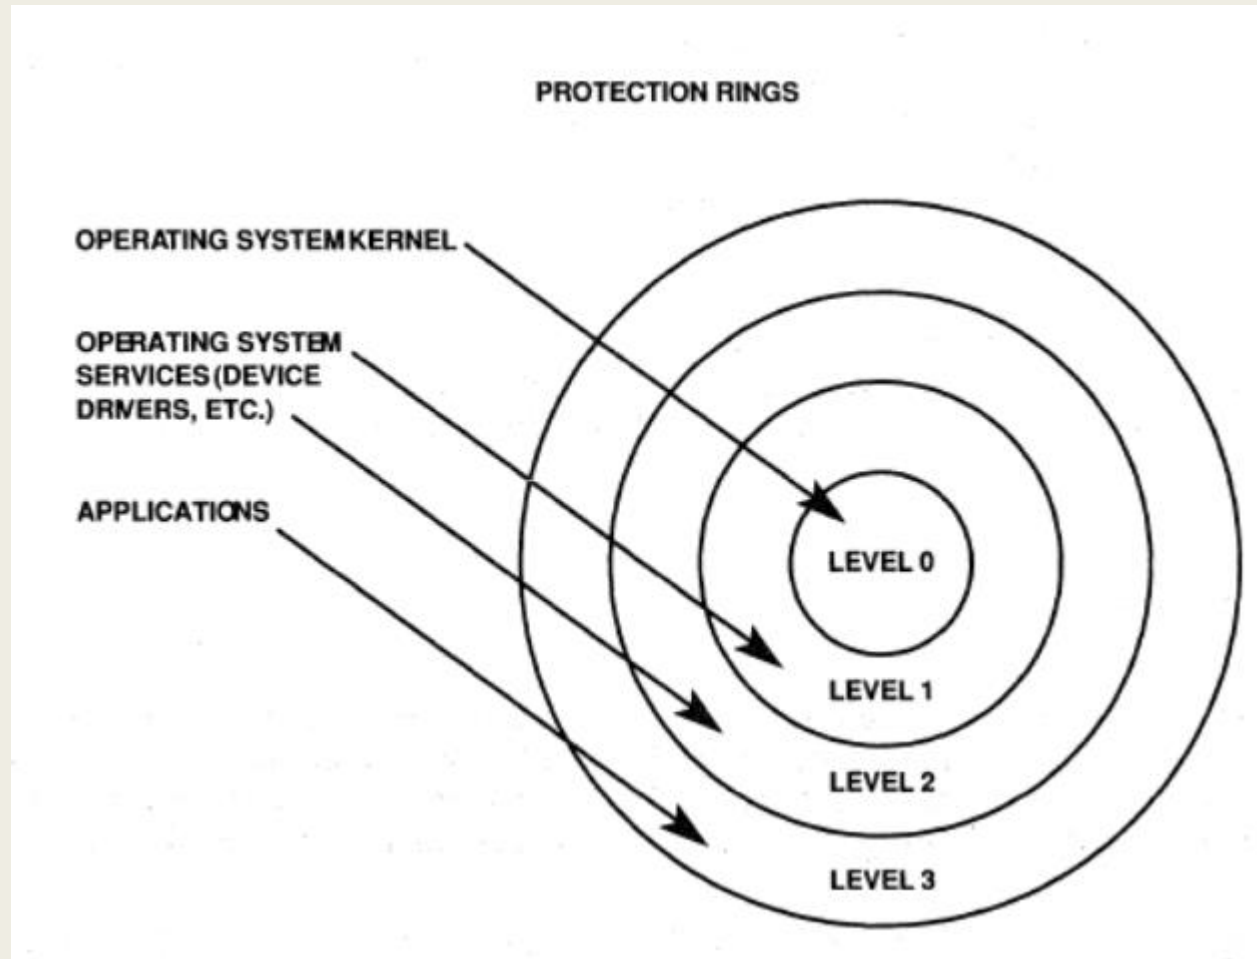 PROTECTION RINGS
OPERATING SYSTEM KERNEL
OPERATING SYSTEM
SERVICES (DEVICE
DRIVERS, ETC.)
APPLICATIONS
LEVEL 0
LEVEL 1
LEVEL 2
LEVEL 3